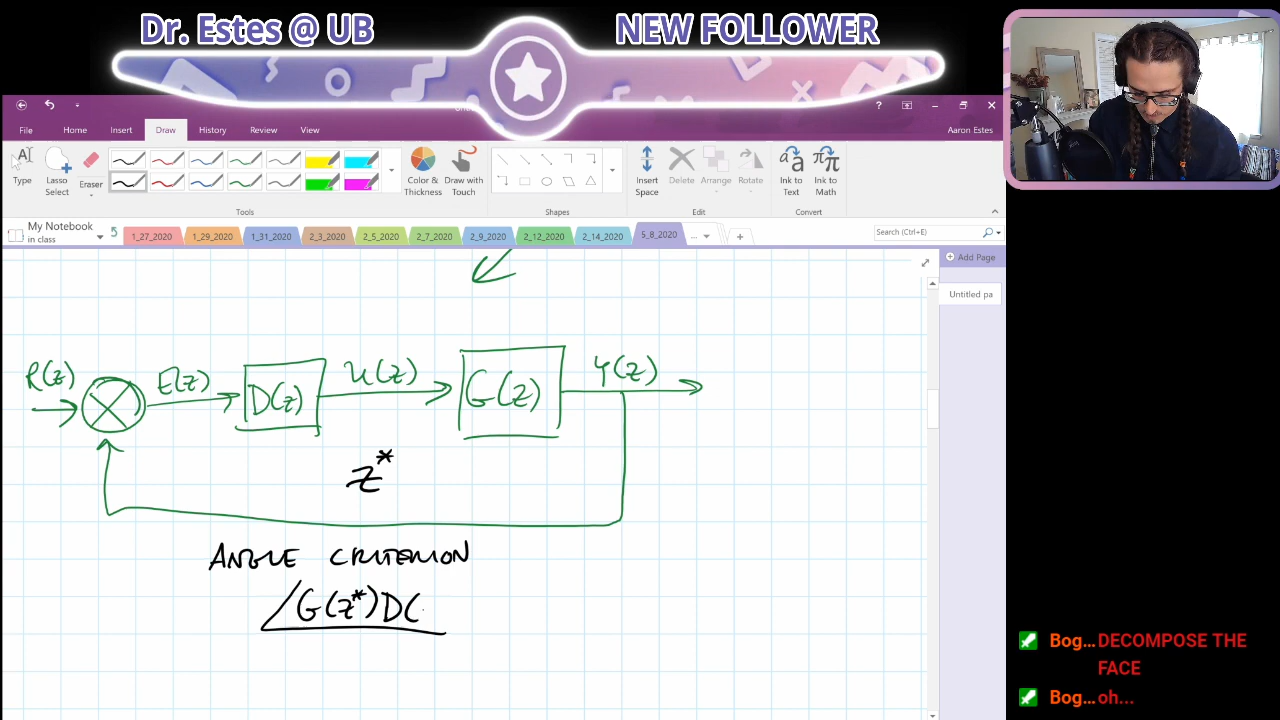 Dr. Estes @ UB
NEW FOLLOWER
Aaron Estes
File Home Insert Draw History Review View
Type
Lasso Select
Eraser
Color & Thickness
Draw with Touch
Insert Space
Delete
Arrange
Rotate
Ink to Text
Ink to Math
Tools
Shapes
Edit
Convert
My Notebook
in class
1_27_2020 1_29_2020 1_31_2020 2_3_2020 2_5_2020 2_7_2020 2_9_2020 2_12_2020 2_14_2020 5_8_2020 ...
Search (Ctrl+E)
Add Page
Untitled pa
R(z) E(z) D(z) U(z) G(z) Y(z)
z*
ANGLE CRITERION
∠G(z*)D(
Bog... DECOMPOSE THE
FACE
Bog... oh...